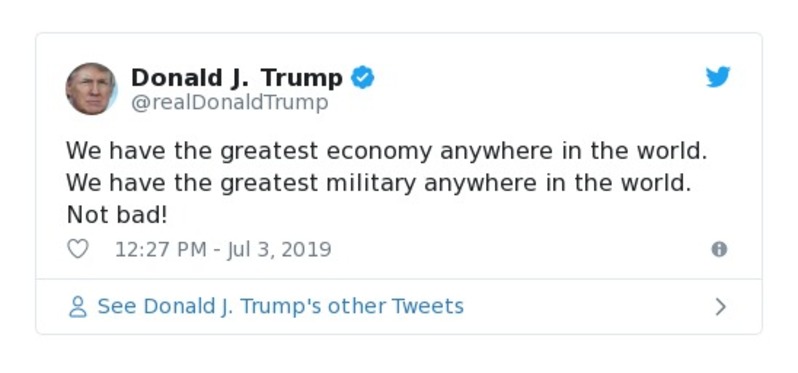 Donald J. Trump
@realDonaldTrump
We have the greatest economy anywhere in the world.
We have the greatest military anywhere in the world.
Not bad!
12:27 PM - Jul 3, 2019
See Donald J. Trump's other Tweets